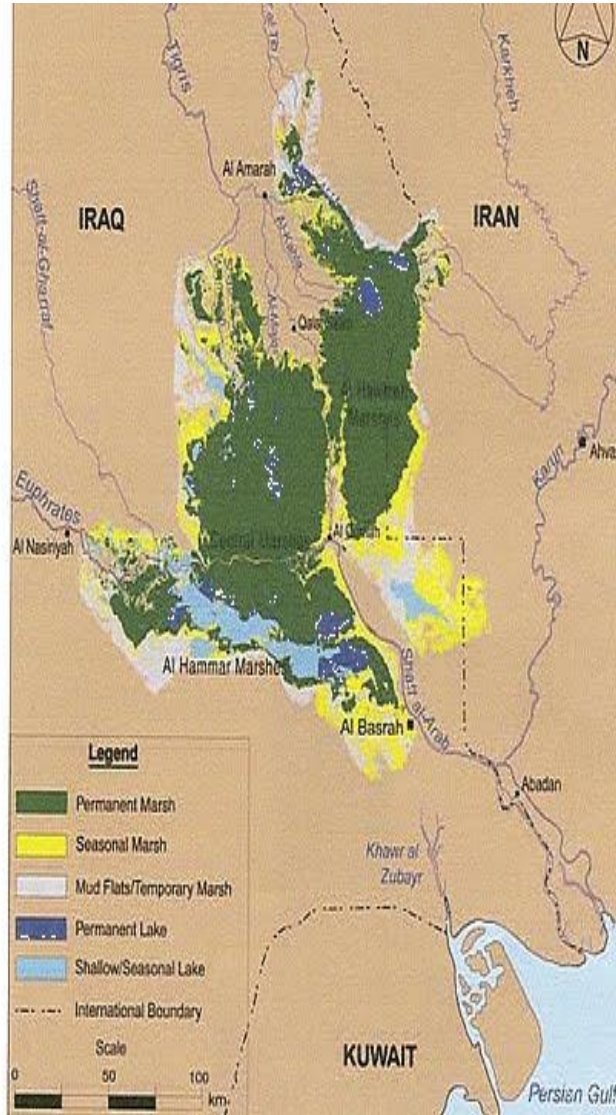 Tigris
Karkheh
N
Al Amarah
IRAQ
IRAN
Shatt-al-Gharraf
Al Hawizeh
Marshes
Karun
Euphrates
Central Marshes
Al Qurnah
Al Nasiriyah
Al Hammar Marshes
Shatt al-Arab
Al Basrah
Abadan
Khawr al
Zubayr
Legend
Permanent Marsh
Seasonal Marsh
Mud Flats/Temporary Marsh
Permanent Lake
Shallow/Seasonal Lake
International Boundary
Scale
0 50 100
km
KUWAIT
Persian Gulf